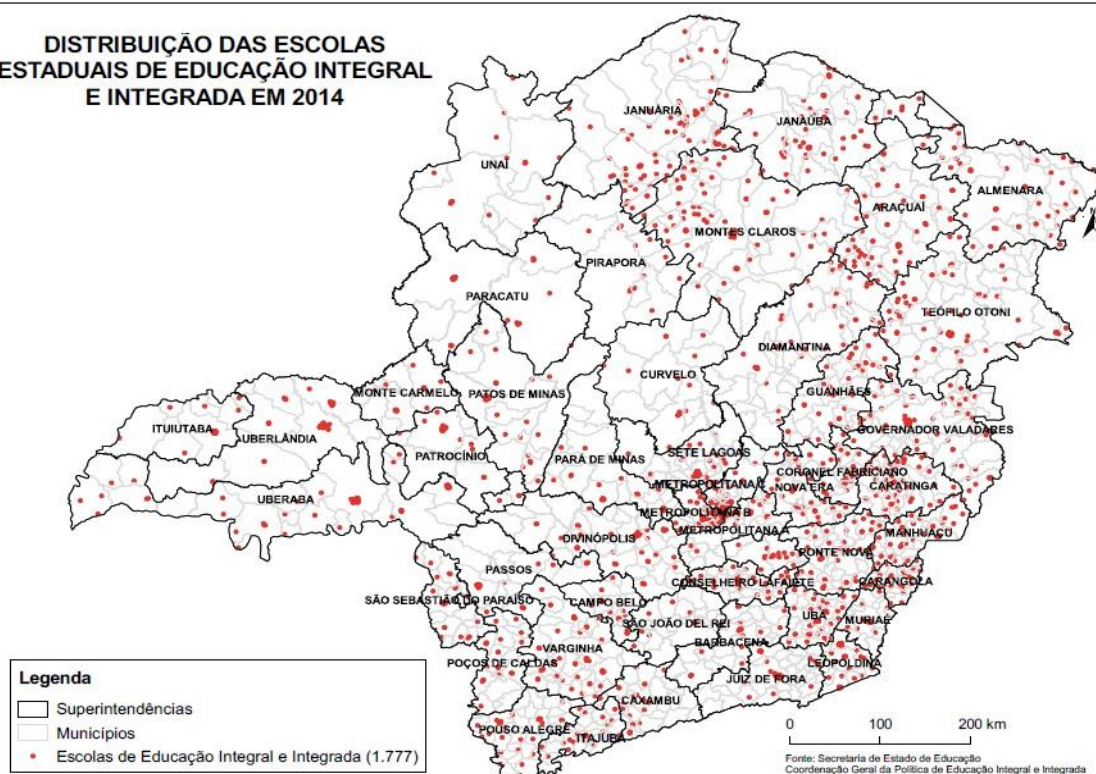 DISTRIBUIÇÃO DAS ESCOLAS
ESTADUAIS DE EDUCAÇÃO INTEGRAL
E INTEGRADA EM 2014
JANUÁRIA
JANAÚBA
UNAÍ
ALMENARA
ARAÇUAÍ
MONTES CLAROS
PIRAPORA
PARACATU
TEÓFILO OTONI
DIAMANTINA
CURVELO
GUANHÃES
MONTE CARMELO
PATOS DE MINAS
ITUIUTABA
UBERLÂNDIA
GOVERNADOR VALADARES
PATROCÍNIO
PARÁ DE MINAS
SETE LAGOAS
CORONEL FABRICIANO
METROPOLITANA C
NOVA ERA
CARATINGA
UBERABA
METROPOLITANA B
METROPOLITANA A
DIVINÓPOLIS
MANHUAÇU
PONTE NOVA
PASSOS
CONSELHEIRO LAFAIETE
CARANGOLA
SÃO SEBASTIÃO DO PARAÍSO
CAMPO BELO
SÃO JOÃO DEL REI
UBÁ
MURIAÉ
BARBACENA
VARGINHA
POÇOS DE CALDAS
LEOPOLDINA
JUIZ DE FORA
CAXAMBU
POUSO ALEGRE
ITAJUBÁ
Legenda
Superintendências
Municípios
Escolas de Educação Integral e Integrada (1.777)
0 100 200 km
Fonte: Secretaria de Estado de Educação
Coordenação Geral da Política de Educação Integral e Integrada